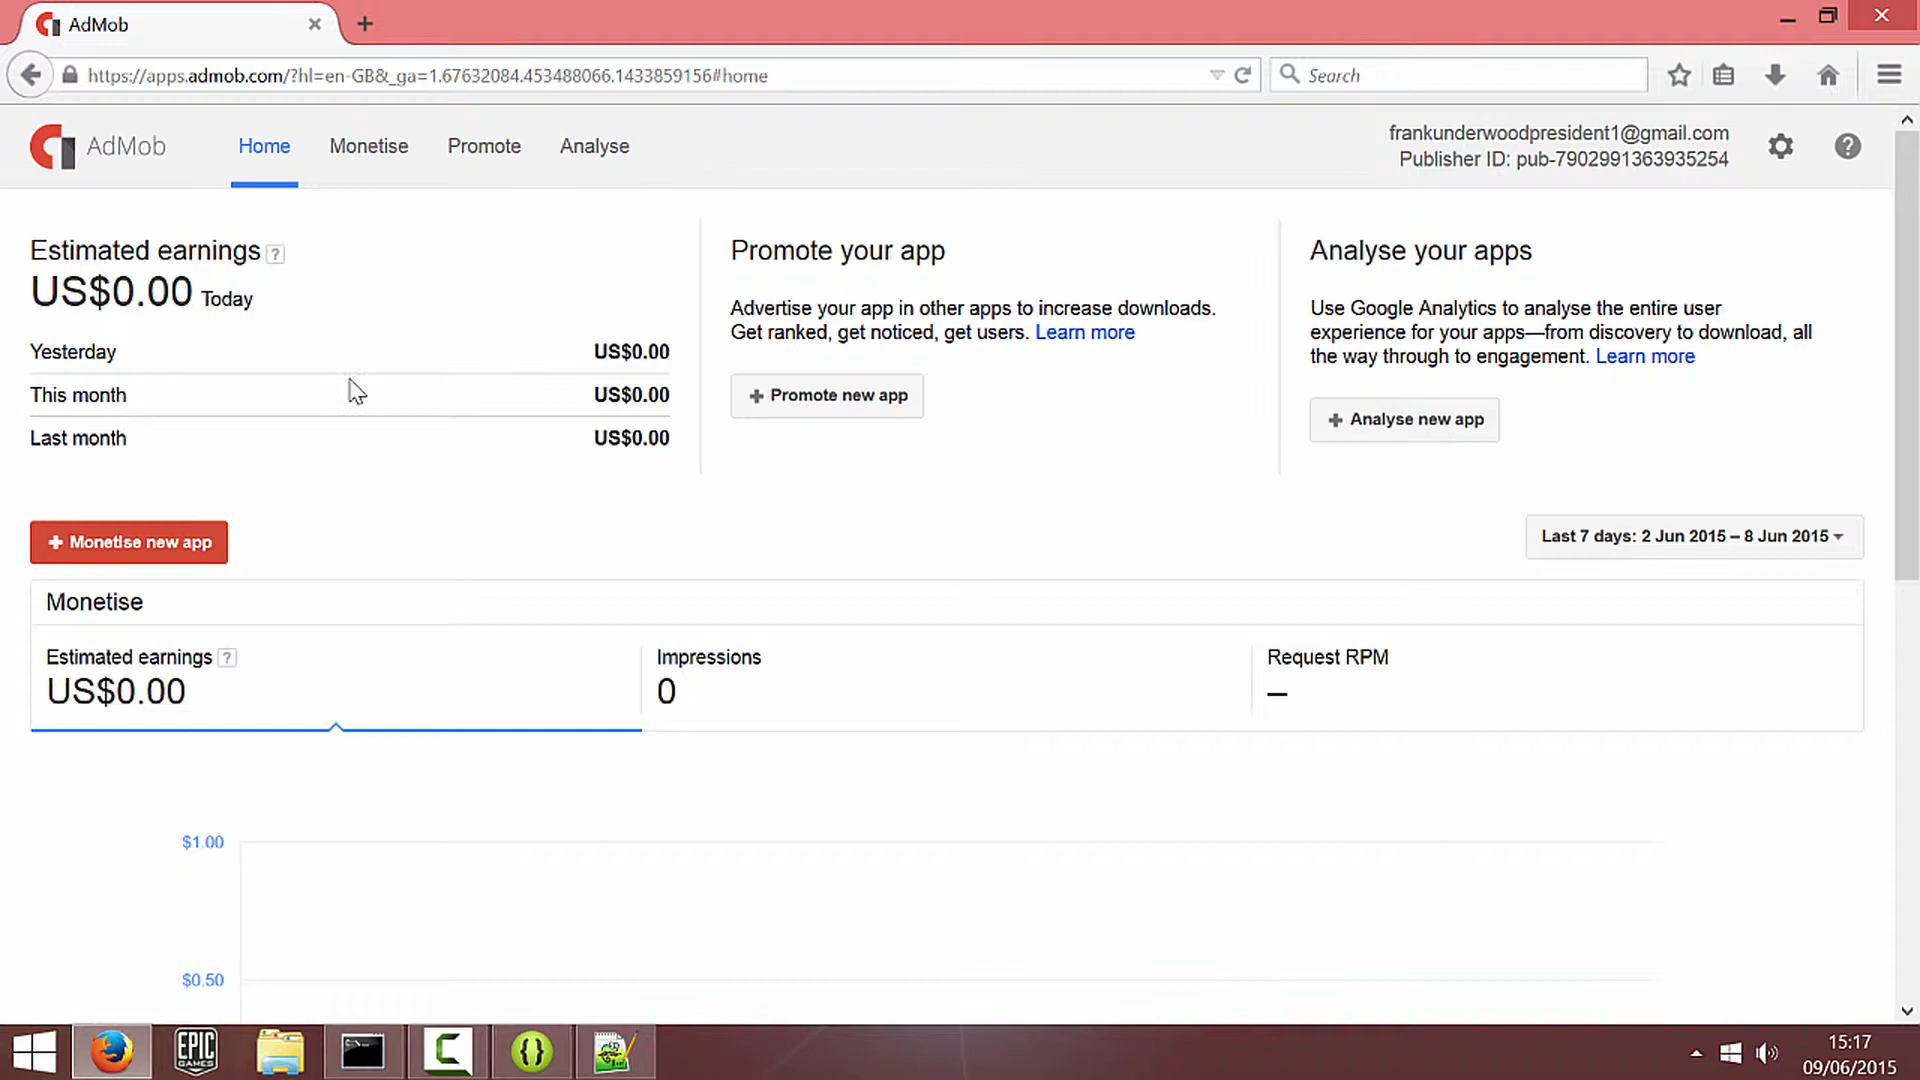 AdMob
https://apps.admob.com/?hl=en-GB&_ga=1.67632084.453488066.1433859156#home
Search
AdMob
Home
Monetise
Promote
Analyse
frankunderwoodpresident1@gmail.com
Publisher ID: pub-7902991363935254
?
Estimated earnings ?
US$0.00 Today
Yesterday US$0.00
This month US$0.00
Last month US$0.00
Promote your app
Advertise your app in other apps to increase downloads.
Get ranked, get noticed, get users. Learn more
+ Promote new app
Analyse your apps
Use Google Analytics to analyse the entire user
experience for your apps—from discovery to download, all
the way through to engagement. Learn more
+ Analyse new app
+ Monetise new app
Last 7 days: 2 Jun 2015 – 8 Jun 2015
Monetise
Estimated earnings ?
US$0.00
Impressions
0
Request RPM
–
$1.00
$0.50
EPIC
GAMES
C
{}
15:17
09/06/2015